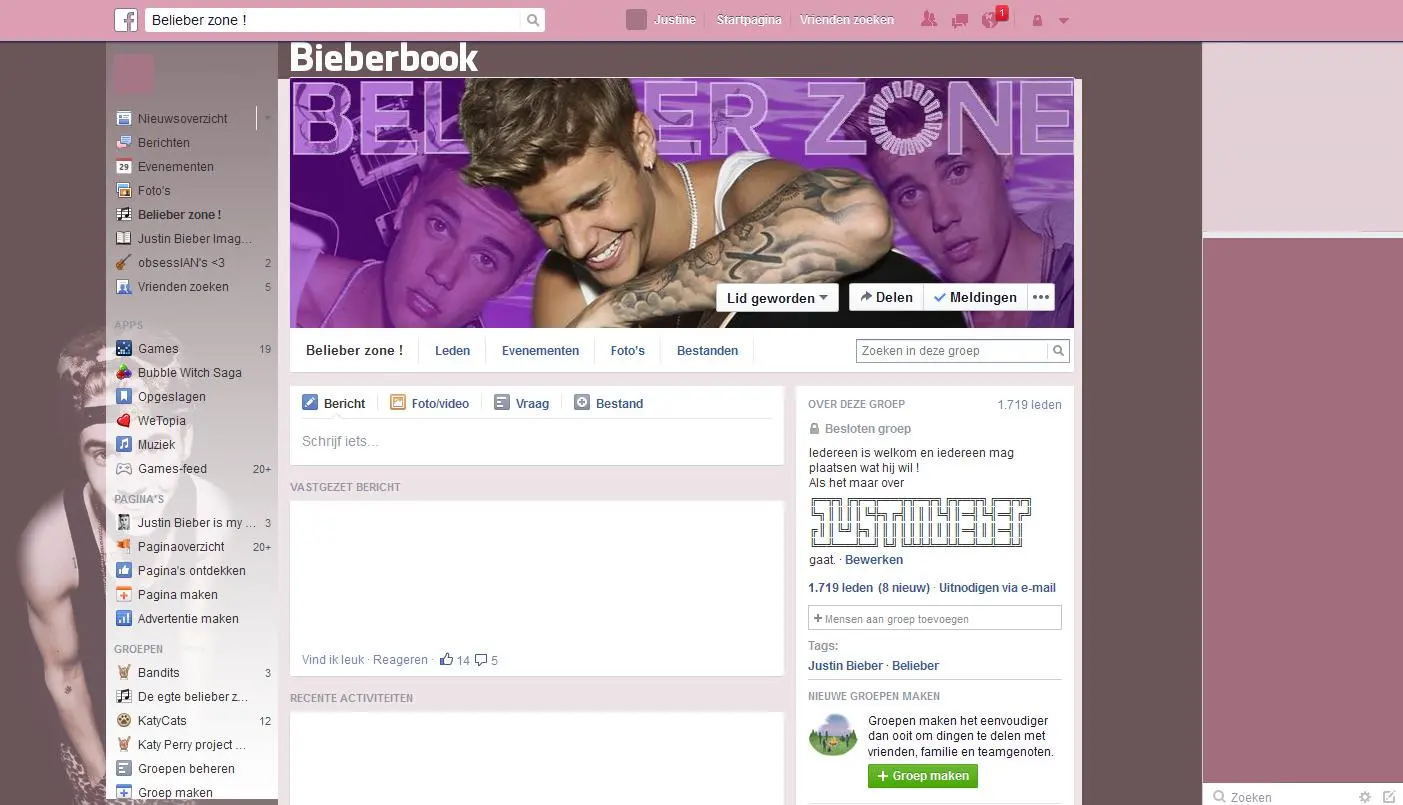 Belieber zone !
Justine
Startpagina
Vrienden zoeken
1
Bieberbook
BEL ER ZONE
Nieuwsoverzicht
Berichten
29
Evenementen
Foto's
Belieber zone !
Justin Bieber Imag...
obsessIAN's <3 2
Vrienden zoeken 5
APPS
Games 19
Bubble Witch Saga
Opgeslagen
WeTopia
Muziek
Games-feed 20+
PAGINA'S
Justin Bieber is my ... 3
Paginaoverzicht 20+
Pagina's ontdekken
Pagina maken
Advertentie maken
GROEPEN
Bandits 3
De egte belieber z...
KatyCats 12
Katy Perry project ...
Groepen beheren
Groep maken
Lid geworden
Delen
Meldingen
Belieber zone !
Leden
Evenementen
Foto's
Bestanden
Zoeken in deze groep
Bericht
Foto/video
Vraag
Bestand
Schrijf iets...
VASTGEZET BERICHT
Vind ik leuk · Reageren · 14 5
RECENTE ACTIVITEITEN
OVER DEZE GROEP 1.719 leden
Besloten groep
Iedereen is welkom en iedereen mag
plaatsen wat hij wil !
Als het maar over
gaat. · Bewerken
1.719 leden (8 nieuw) · Uitnodigen via e-mail
+ Mensen aan groep toevoegen
Tags:
Justin Bieber · Belieber
NIEUWE GROEPEN MAKEN
Groepen maken het eenvoudiger
dan ooit om dingen te delen met
vrienden, familie en teamgenoten.
+ Groep maken
Zoeken